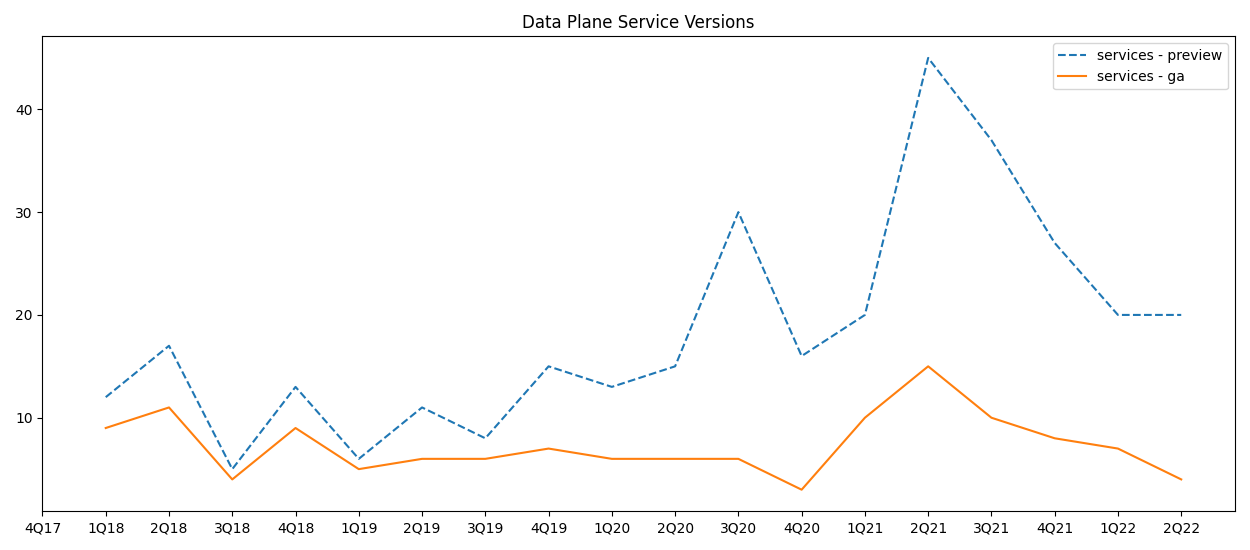 Data Plane Service Versions
services - preview
services - ga
40
30
20
10
4Q17 1Q18 2Q18 3Q18 4Q18 1Q19 2Q19 3Q19 4Q19 1Q20 2Q20 3Q20 4Q20 1Q21 2Q21 3Q21 4Q21 1Q22 2Q22